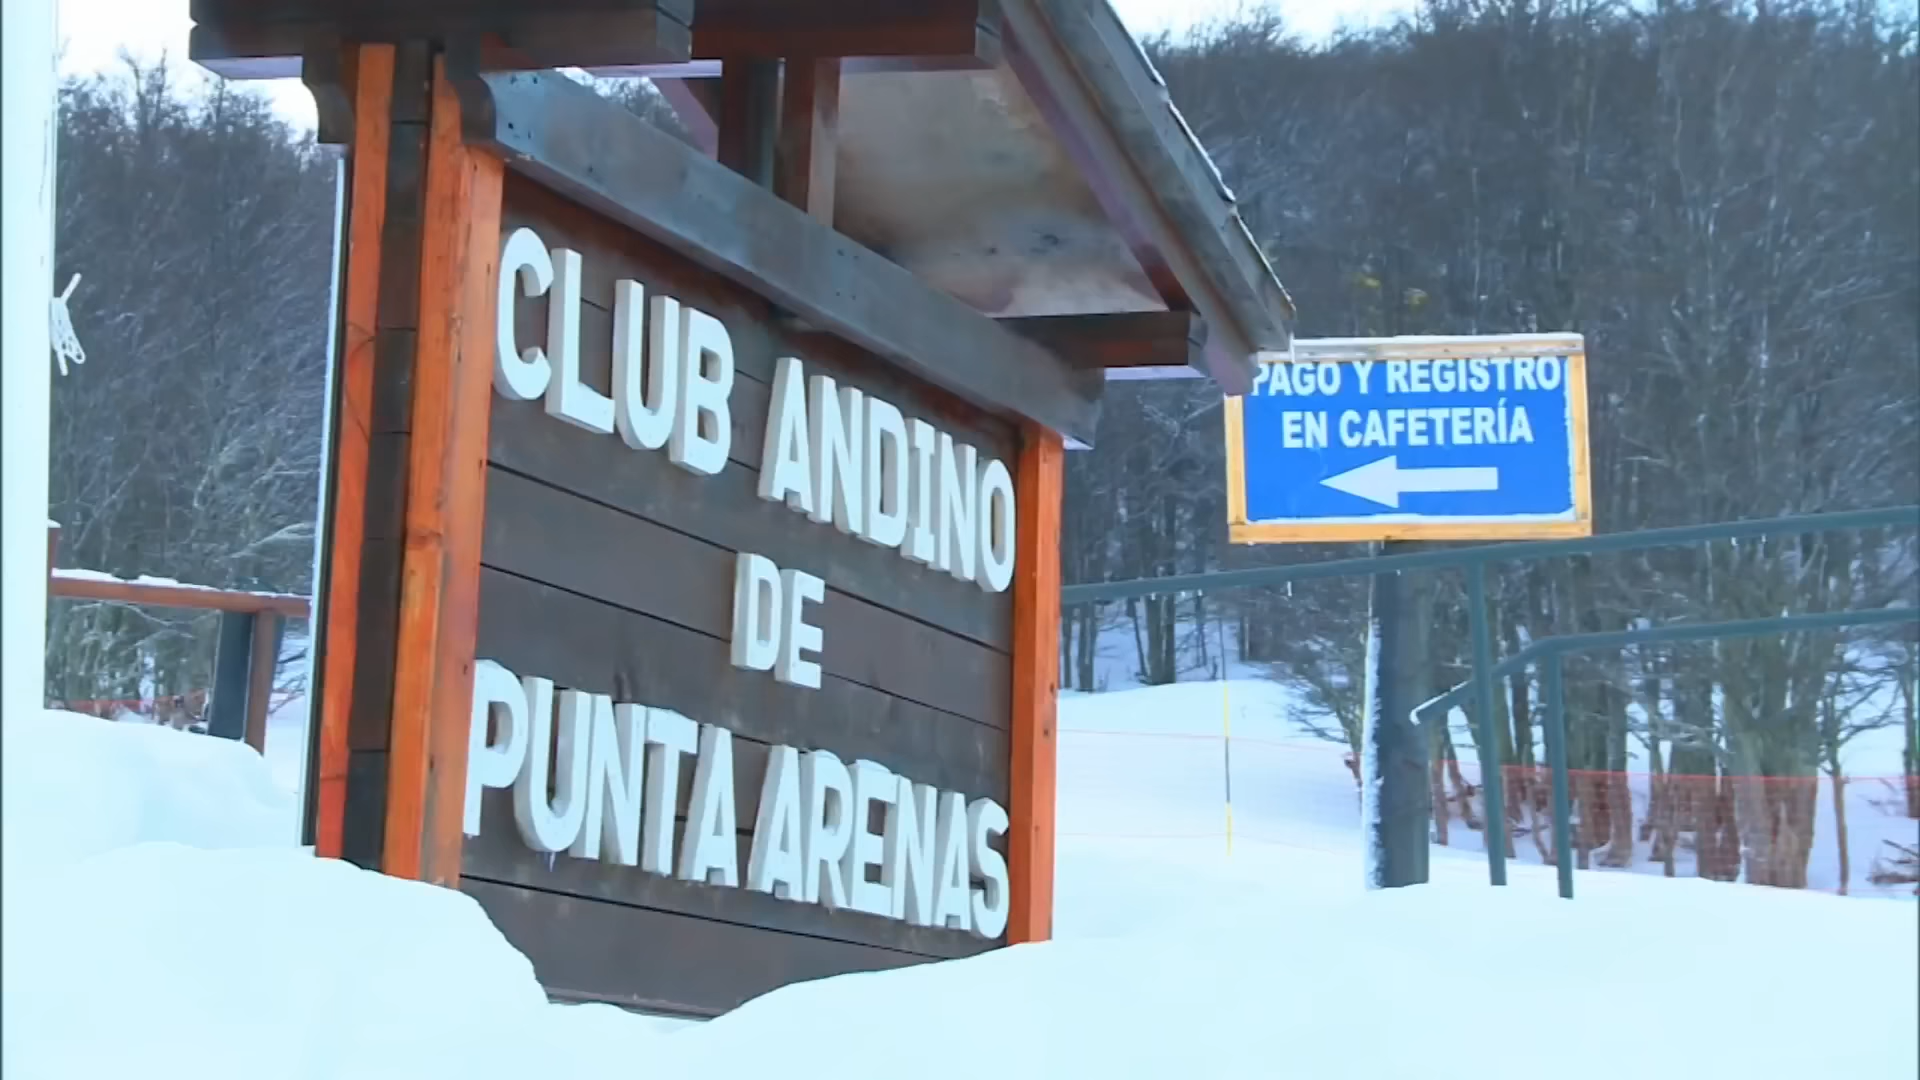 CLUB ANDINO
DE
PUNTA ARENAS
PAGO Y REGISTRO
EN CAFETERÍA